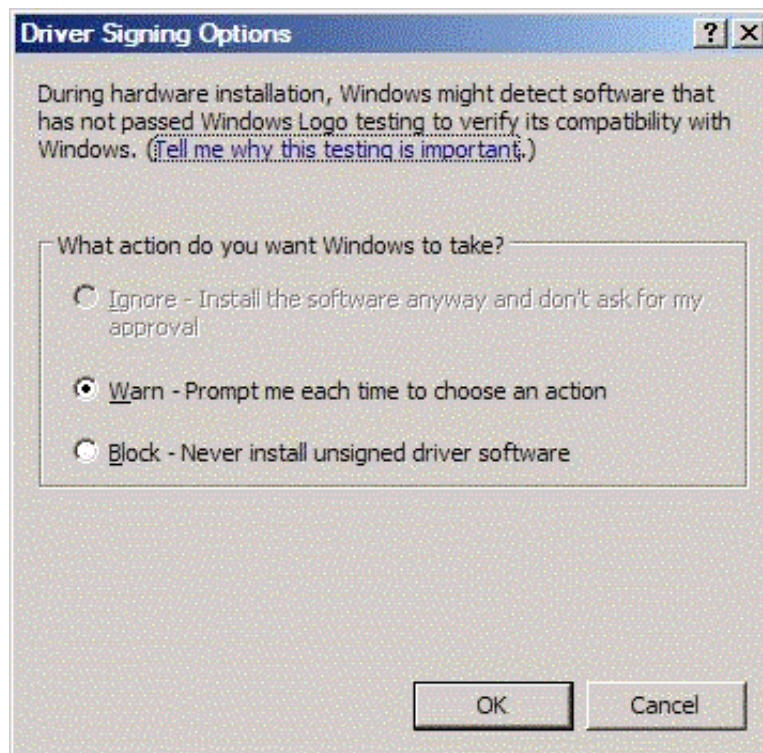 Driver Signing Options
During hardware installation, Windows might detect software that
has not passed Windows Logo testing to verify its compatibility with
Windows. (Tell me why this testing is important.)
What action do you want Windows to take?
Ignore - Install the software anyway and don't ask for my
approval
Warn - Prompt me each time to choose an action
Block - Never install unsigned driver software
OK Cancel